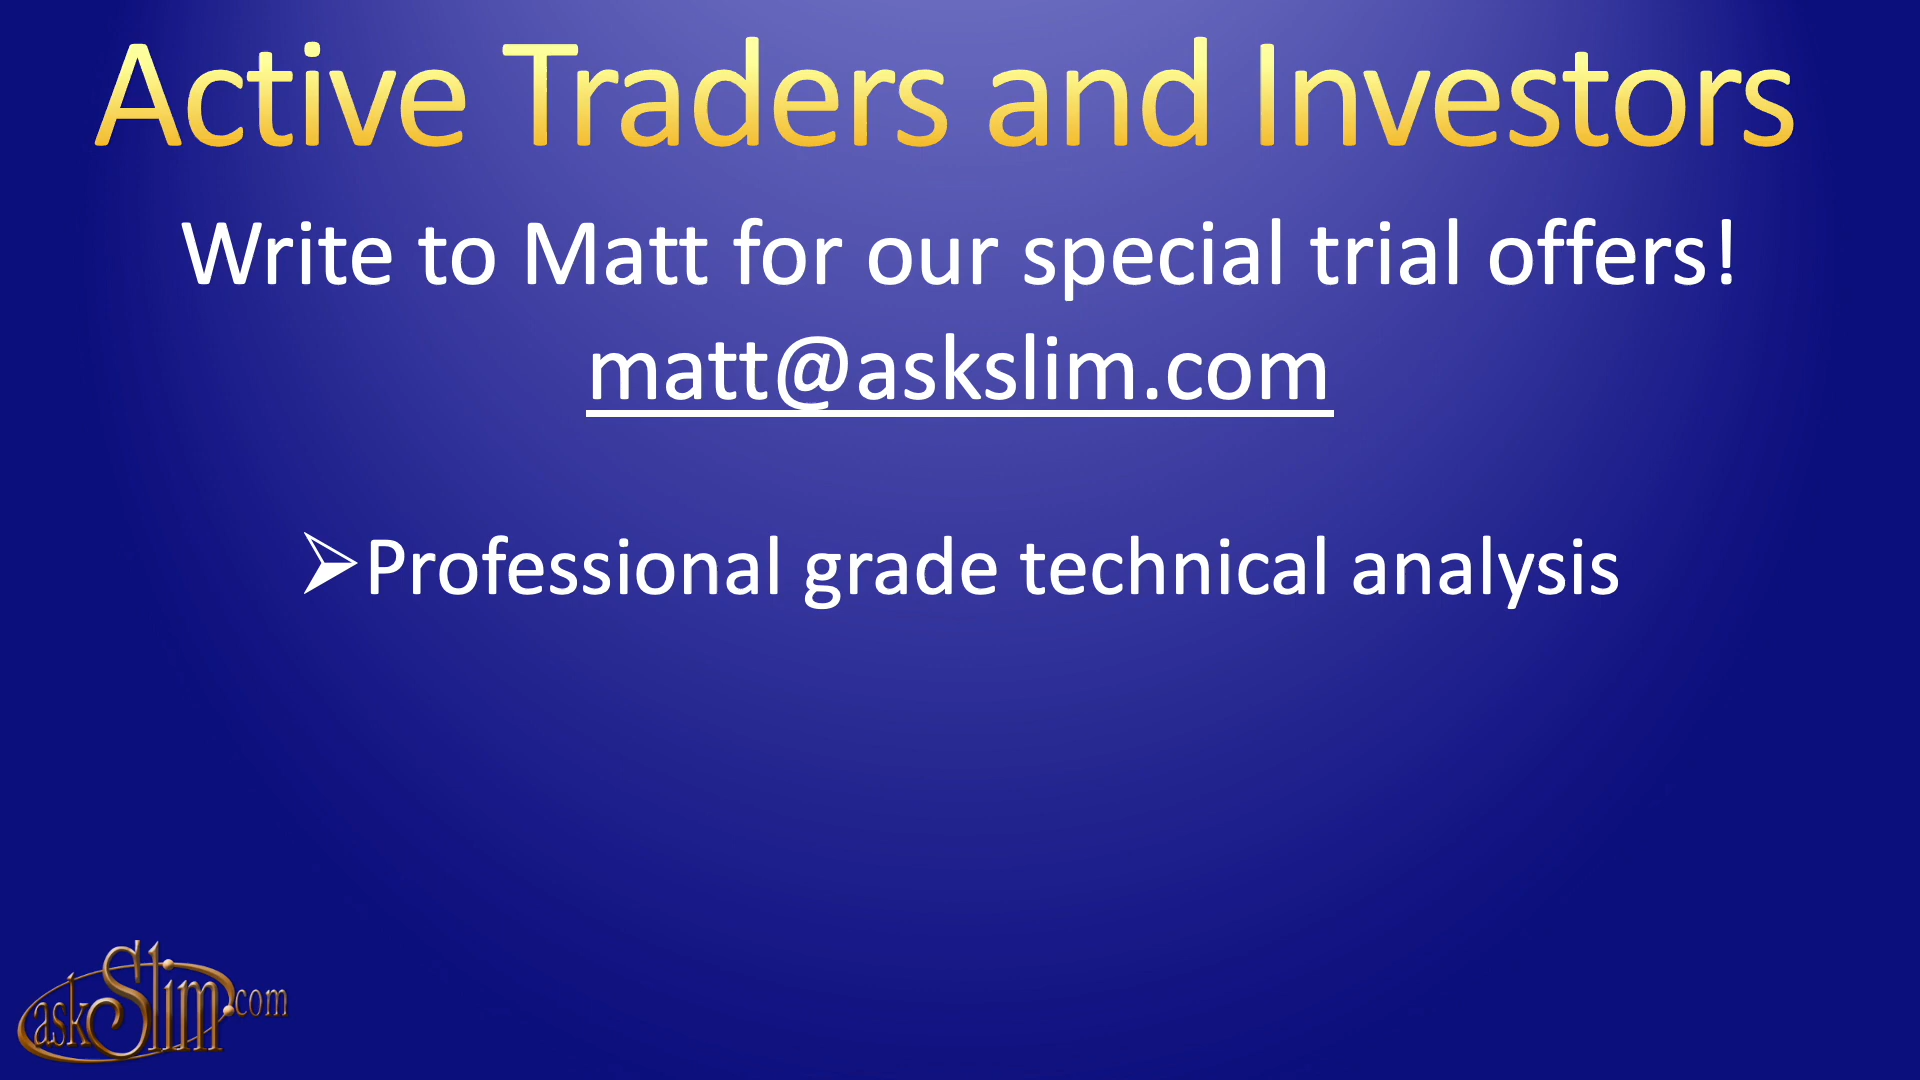 Active Traders and Investors
Write to Matt for our special trial offers!
matt@askslim.com
➢Professional grade technical analysis
askSlim.com